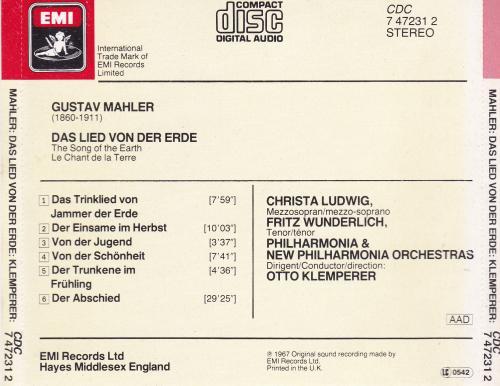 EMI
International
Trade Mark of
EMI Records
Limited
COMPACT
disc
DIGITAL AUDIO
CDC
7 47231 2
STEREO
GUSTAV MAHLER
(1860-1911)
DAS LIED VON DER ERDE
The Song of the Earth
Le Chant de la Terre
1 Das Trinklied von [7'59"]
Jammer der Erde
2 Der Einsame im Herbst [10'03"]
3 Von der Jugend [3'37"]
4 Von der Schönheit [7'41"]
5 Der Trunkene im [4'36"]
Frühling
6 Der Abschied [29'25"]
CHRISTA LUDWIG,
Mezzosopran/mezzo-soprano
FRITZ WUNDERLICH,
Tenor/ténor
PHILHARMONIA &
NEW PHILHARMONIA ORCHESTRAS
Dirigent/Conductor/direction:
OTTO KLEMPERER
AAD
EMI Records Ltd
Hayes Middlesex England
℗ 1967 Original sound recording made by
EMI Records Ltd.
Printed in the U.K.
0542
MAHLER: DAS LIED VON DER ERDE: KLEMPERER: CDC 7 47231 2
MAHLER: DAS LIED VON DER ERDE: KLEMPERER: CDC 7 47231 2